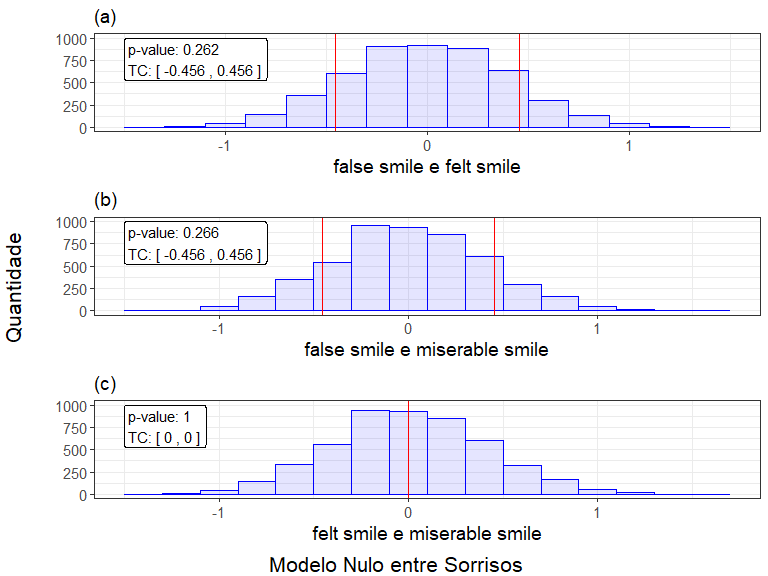 (a)
1000
750
500
250
0
p-value: 0.262
TC: [ -0.456 , 0.456 ]
-1 0 1
false smile e felt smile
(b)
Quantidade
1000
750
500
250
0
p-value: 0.266
TC: [ -0.456 , 0.456 ]
-1 0 1
false smile e miserable smile
(c)
1000
750
500
250
0
p-value: 1
TC: [ 0 , 0 ]
-1 0 1
felt smile e miserable smile
Modelo Nulo entre Sorrisos